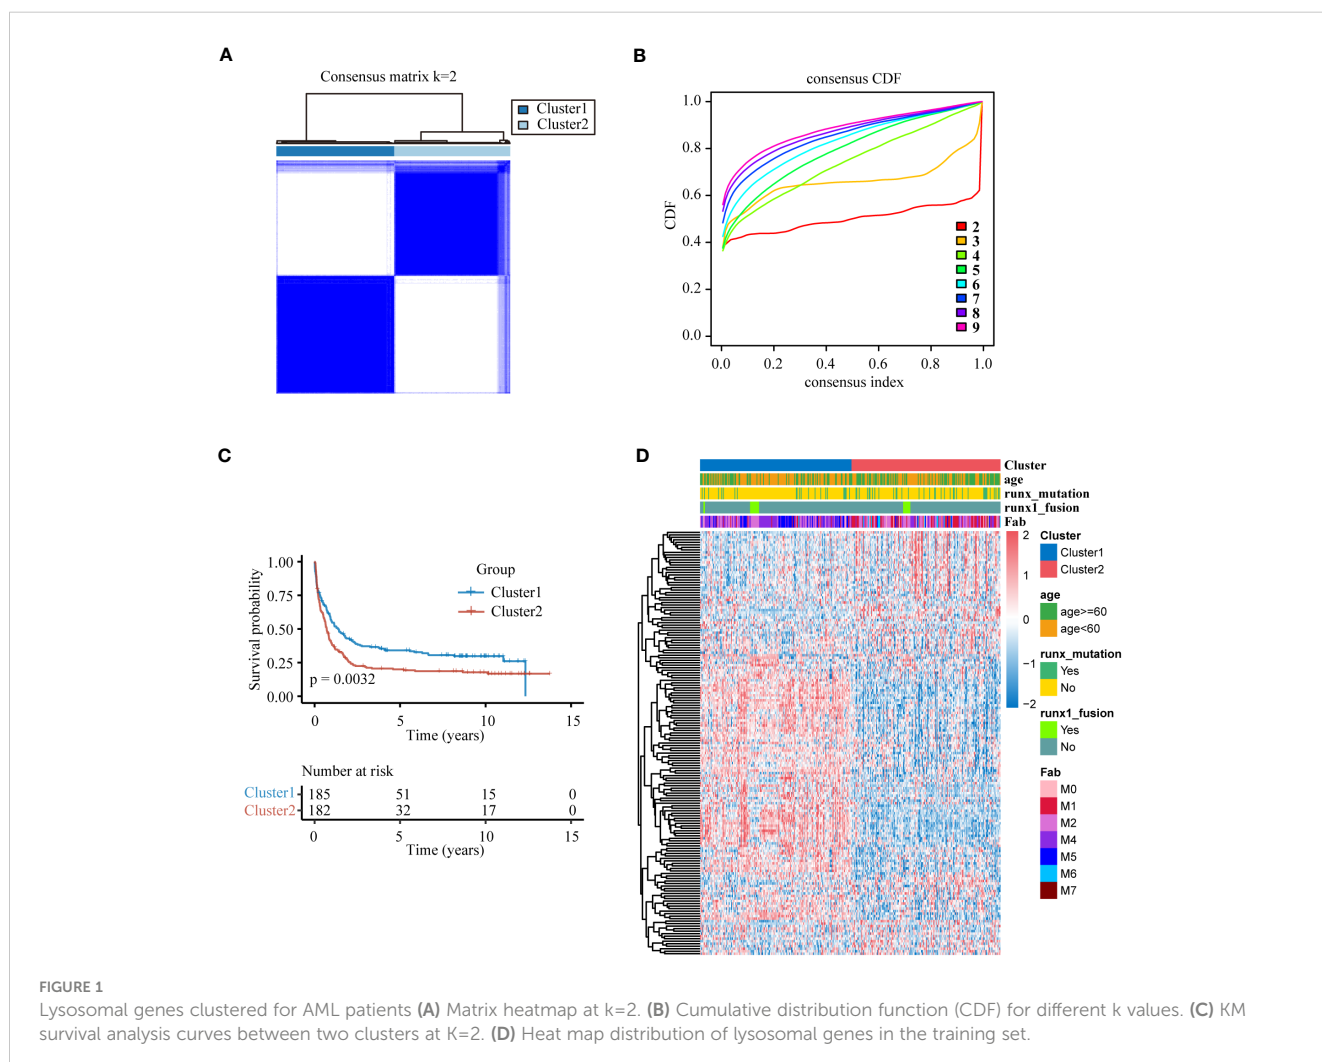 A
Consensus matrix k=2
Cluster1
Cluster2
B
consensus CDF
1.0
0.8
0.6
0.4
0.2
0.0
CDF
2
3
4
5
6
7
8
9
0.0 0.2 0.4 0.6 0.8 1.0
consensus index
C
Survival probability
1.00
0.75
0.50
0.25
0.00
Group
Cluster1
Cluster2
p = 0.0032
0 5 10 15
Time (years)
Number at risk
Cluster1 185 51 15 0
Cluster2 182 32 17 0
0 5 10 15
Time (years)
D
Cluster
age
runx_mutation
runx1_fusion
Fab
2
1
0
−1
−2
Cluster
Cluster1
Cluster2
age
age>=60
age<60
runx_mutation
Yes
No
runx1_fusion
Yes
No
Fab
M0
M1
M2
M4
M5
M6
M7
FIGURE 1
Lysosomal genes clustered for AML patients (A) Matrix heatmap at k=2. (B) Cumulative distribution function (CDF) for different k values. (C) KM
survival analysis curves between two clusters at K=2. (D) Heat map distribution of lysosomal genes in the training set.